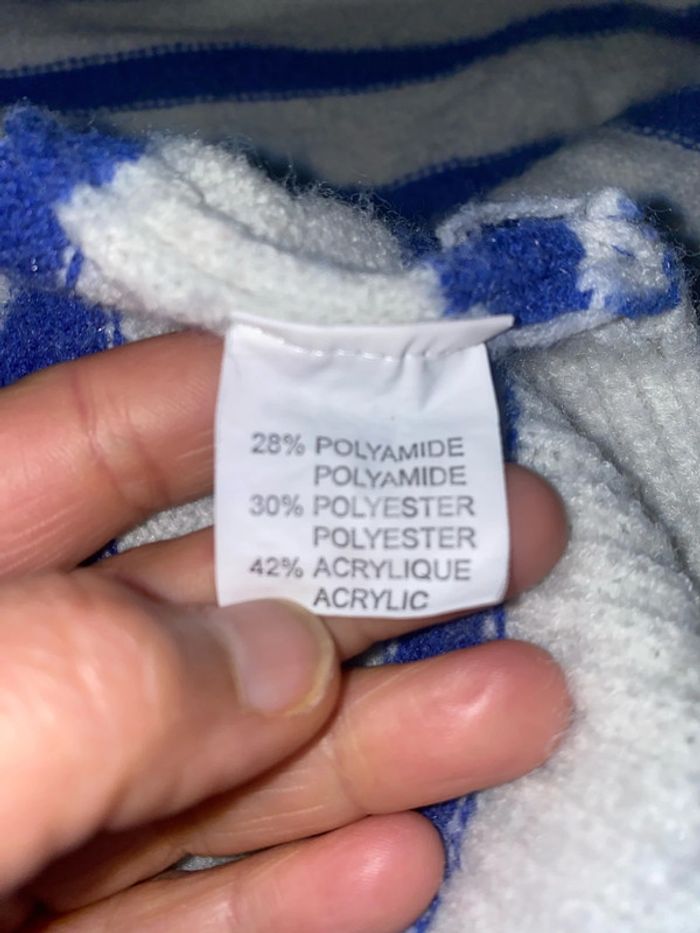 28% POLYAMIDE
POLYAMIDE
30% POLYESTER
POLYESTER
42% ACRYLIQUE
ACRYLIC